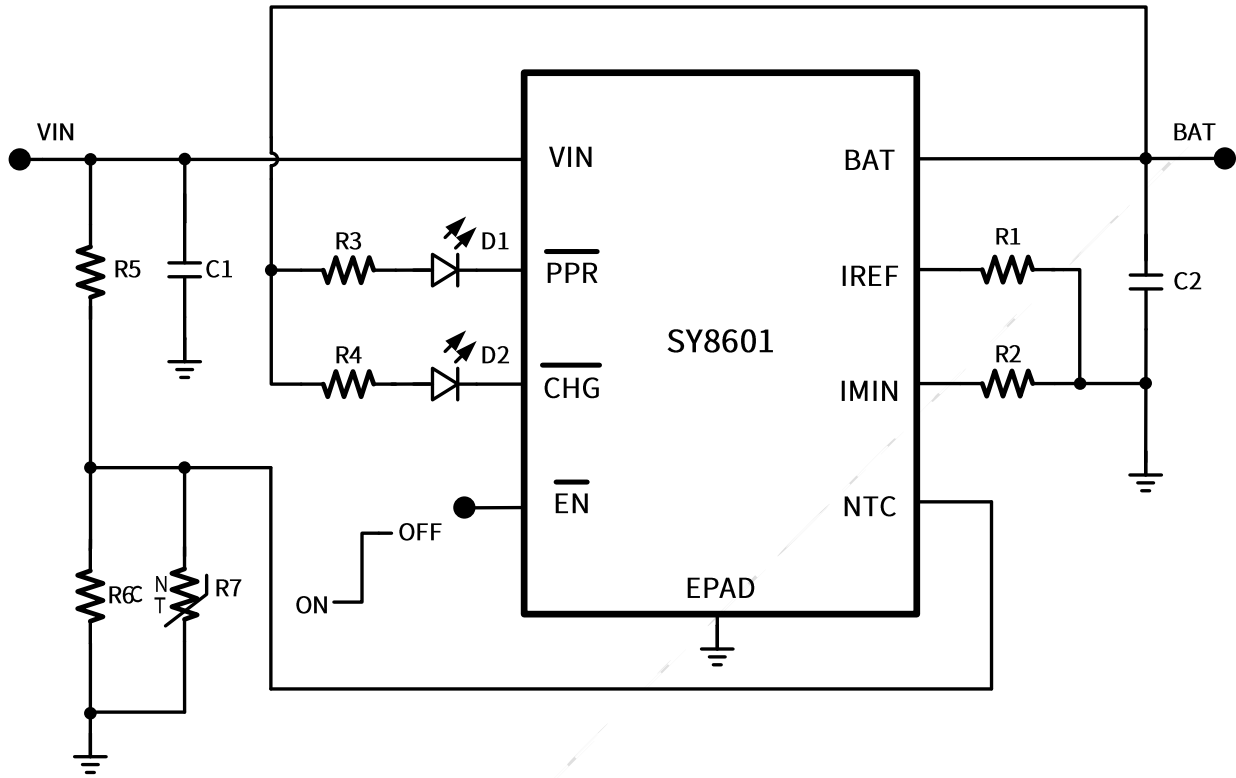 VIN
BAT
VIN
BAT
R3
D1
R1
R5
C1
PPR
IREF
C2
SY8601
R4
D2
R2
CHG
IMIN
EN
NTC
OFF
ON
EPAD
R6
N
T
C
R7